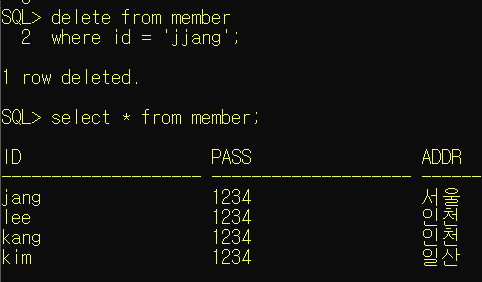 SQL> delete from member
  2  where id = 'jjang';
1 row deleted.
SQL> select * from member;
ID                   PASS                 ADDR
-------------------- -------------------- ------
jang                 1234                 서울
lee                  1234                 인천
kang                 1234                 인천
kim                  1234                 일산